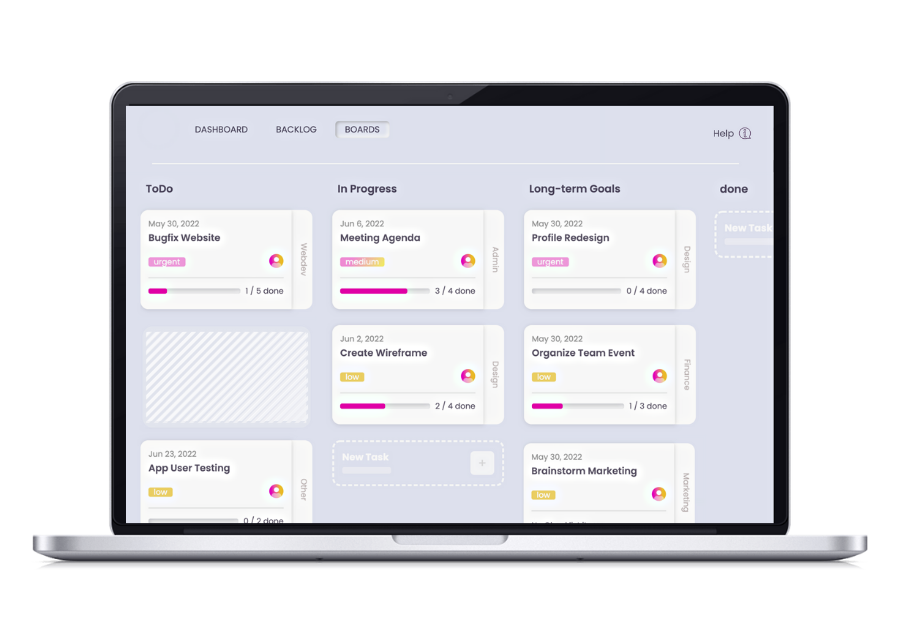 DASHBOARD
BACKLOG
BOARDS
Help
ToDo
May 30, 2022
Bugfix Website
urgent
1 / 5 done
Webdev
Jun 23, 2022
App User Testing
low
0 / 2 done
Other
In Progress
Jun 6, 2022
Meeting Agenda
medium
3 / 4 done
Admin
Jun 2, 2022
Create Wireframe
low
2 / 4 done
Design
New Task
+
Long-term Goals
May 30, 2022
Profile Redesign
urgent
0 / 4 done
Design
May 30, 2022
Organize Team Event
low
1 / 3 done
Finance
May 30, 2022
Brainstorm Marketing
low
Marketing
done
New Task